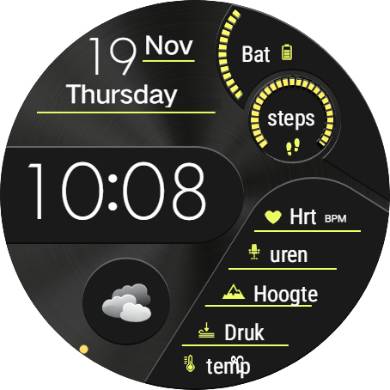 19 Nov
Thursday
Bat
steps
10:08
Hrt BPM
uren
Hoogte
Druk
temp